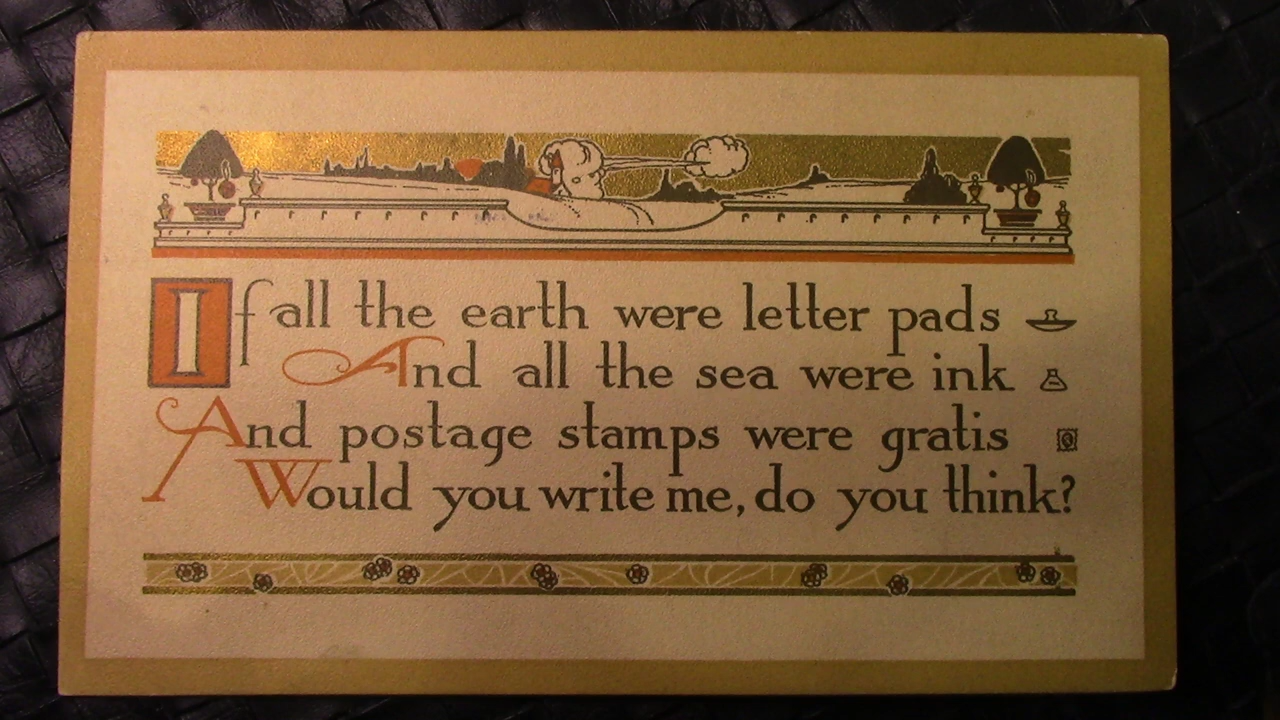 If all the earth were letter pads
And all the sea were ink
And postage stamps were gratis
Would you write me, do you think?